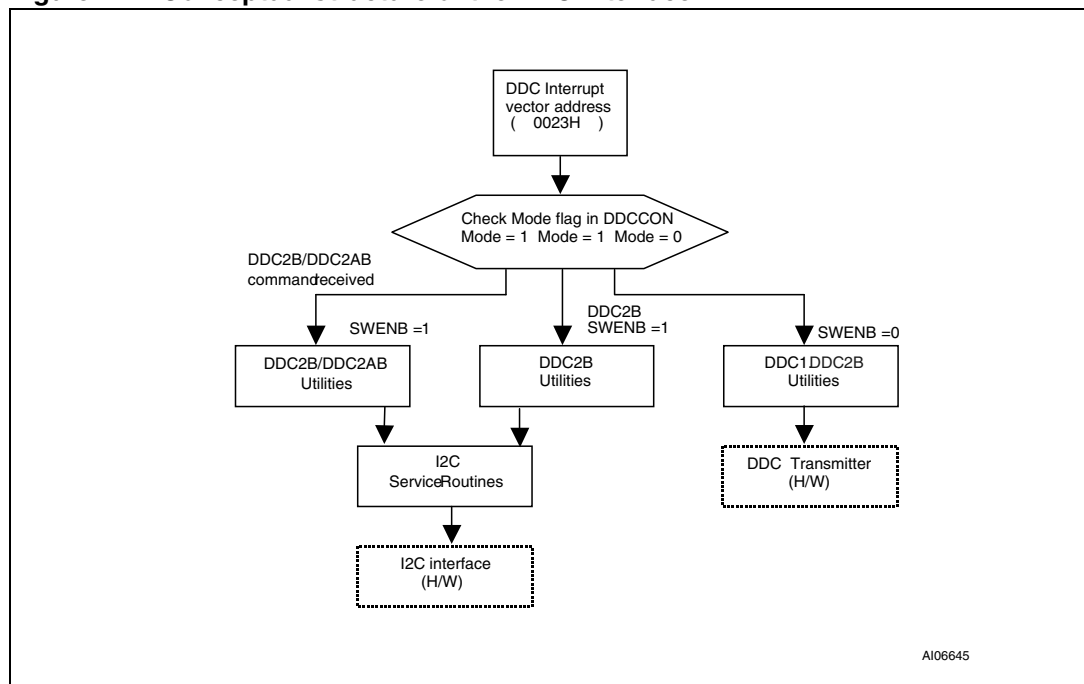 DDC Interrupt
vector address
( 0023H )
Check Mode flag in DDCCON
Mode = 1 Mode = 1 Mode = 0
DDC2B/DDC2AB
commandreceived
SWENB =1
DDC2B
SWENB =1
SWENB =0
DDC2B/DDC2AB
Utilities
DDC2B
Utilities
DDC1DDC2B
Utilities
I2C
ServiceRoutines
DDC Transmitter
(H/W)
I2C interface
(H/W)
AI06645